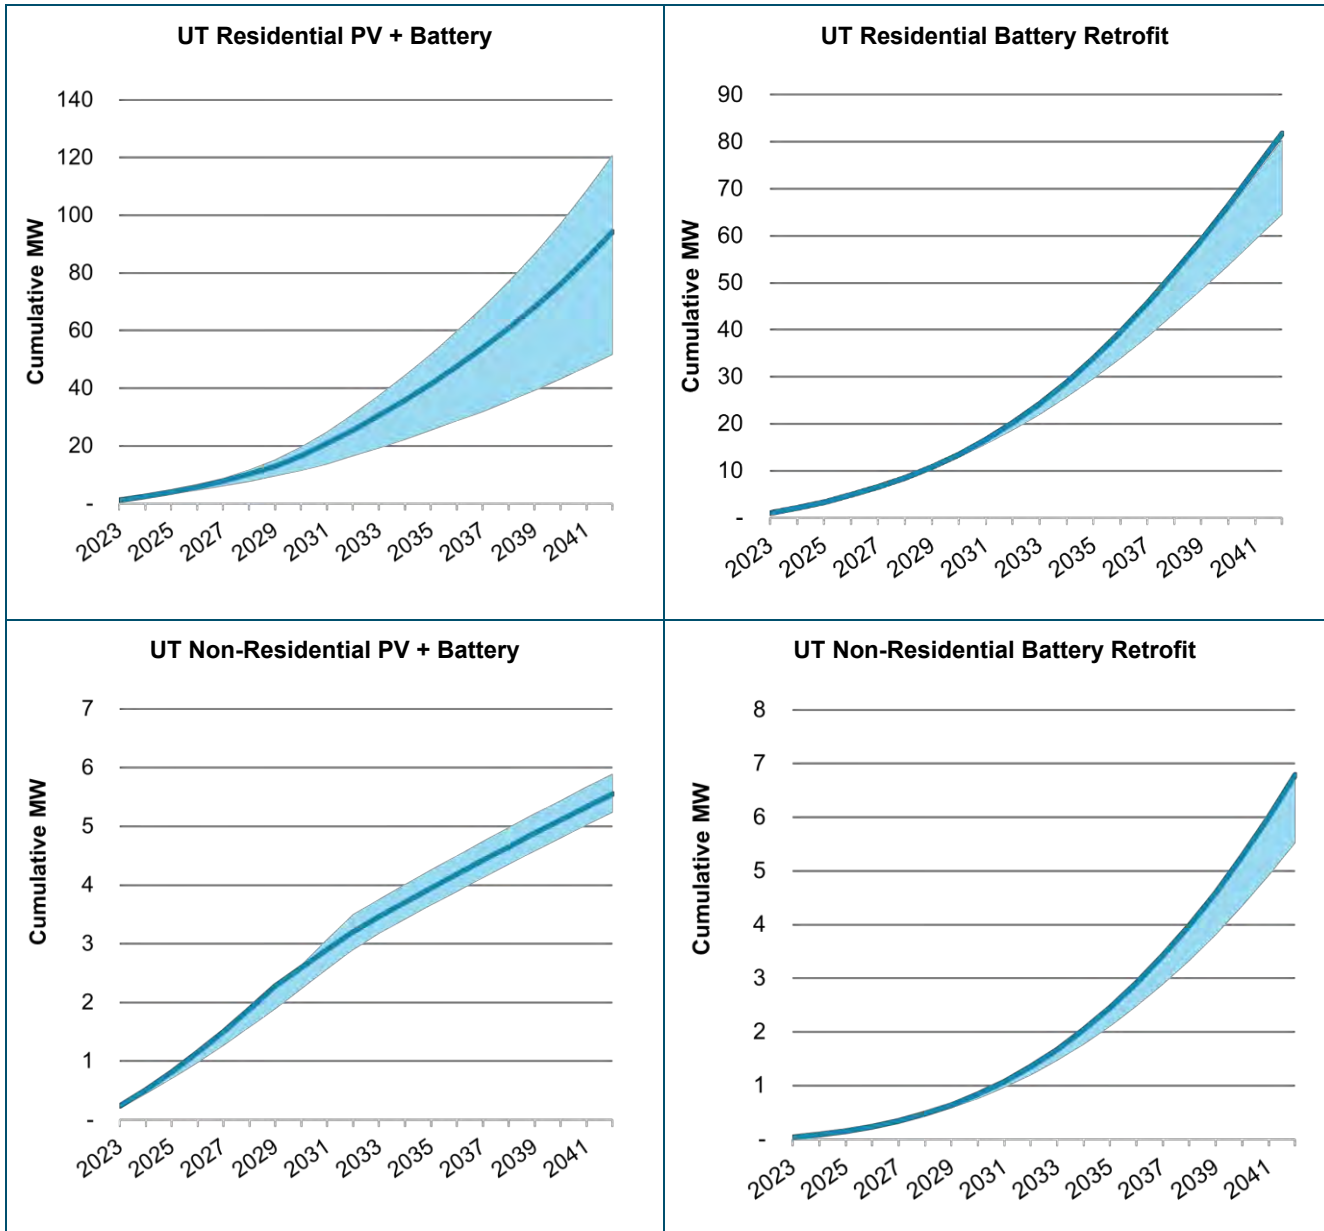 UT Residential PV + Battery
Cumulative MW
140
120
100
80
60
40
20
-
2023 2025 2027 2029 2031 2033 2035 2037 2039 2041
UT Residential Battery Retrofit
Cumulative MW
90
80
70
60
50
40
30
20
10
-
2023 2025 2027 2029 2031 2033 2035 2037 2039 2041
UT Non-Residential PV + Battery
Cumulative MW
7
6
5
4
3
2
1
-
2023 2025 2027 2029 2031 2033 2035 2037 2039 2041
UT Non-Residential Battery Retrofit
Cumulative MW
8
7
6
5
4
3
2
1
-
2023 2025 2027 2029 2031 2033 2035 2037 2039 2041